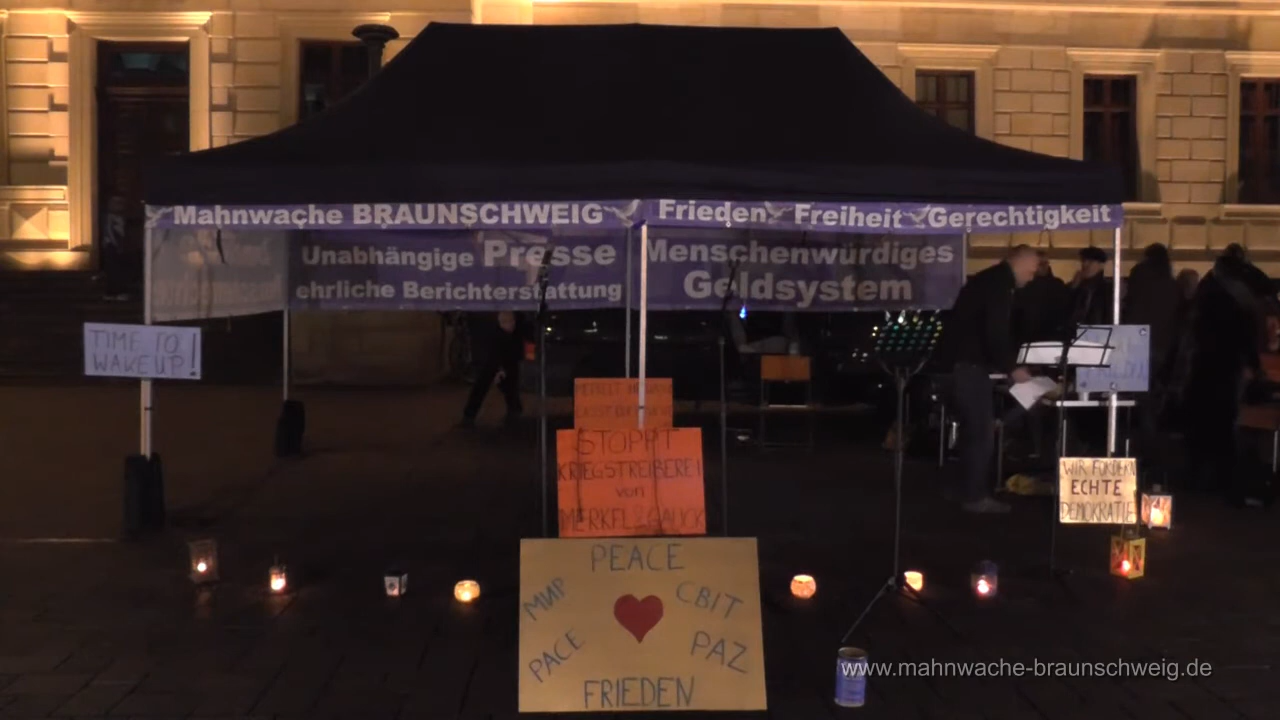 Mahnwache BRAUNSCHWEIG
Frieden Freiheit Gerechtigkeit
Unabhängige Presse
ehrliche Berichterstattung
Menschenwürdiges
Geldsystem
TIME TO
WAKE UP!
STOPPT
KRIEGSTREIBEREI
von
MERKEL & GAUCK
WIR FORDERN
ECHTE
DEMOKRATIE
PEACE
МИР
СВІТ
PACE
PAZ
FRIEDEN
www.mahnwache-braunschweig.de